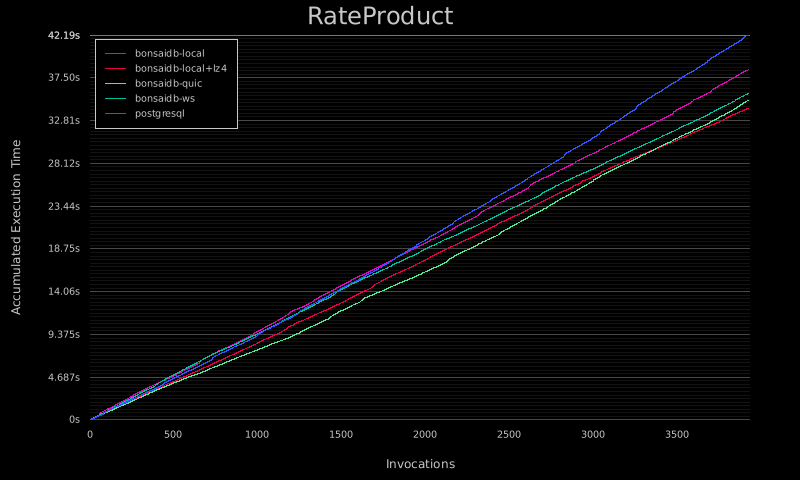 RateProduct
42.19s
37.50s
32.81s
28.12s
23.44s
18.75s
14.06s
9.375s
4.687s
0s
Accumulated Execution Time
bonsaidb-local
bonsaidb-local+lz4
bonsaidb-quic
bonsaidb-ws
postgresql
0 500 1000 1500 2000 2500 3000 3500
Invocations